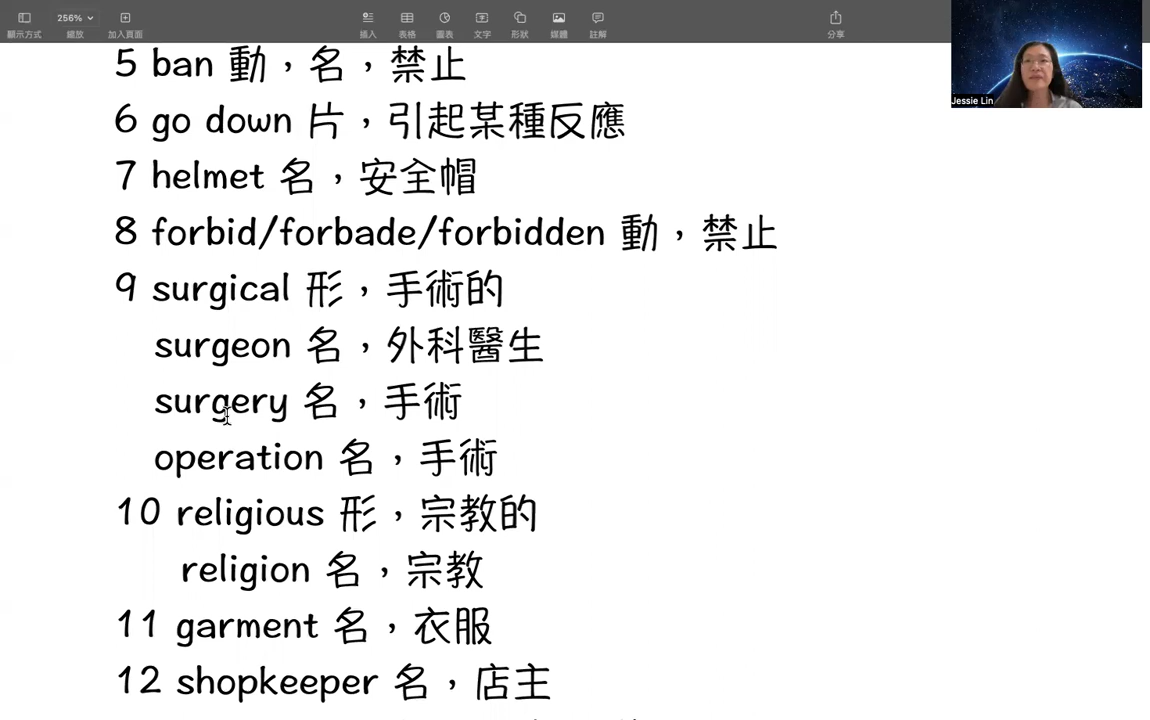 256%
顯示方式 縮放 加入頁面 插入 表格 圖表 文字 形狀 媒體 註解 分享
Jessie Lin
5 ban 動，名，禁止
6 go down 片，引起某種反應
7 helmet 名，安全帽
8 forbid/forbade/forbidden 動，禁止
9 surgical 形，手術的
surgeon 名，外科醫生
surgery 名，手術
operation 名，手術
10 religious 形，宗教的
religion 名，宗教
11 garment 名，衣服
12 shopkeeper 名，店主